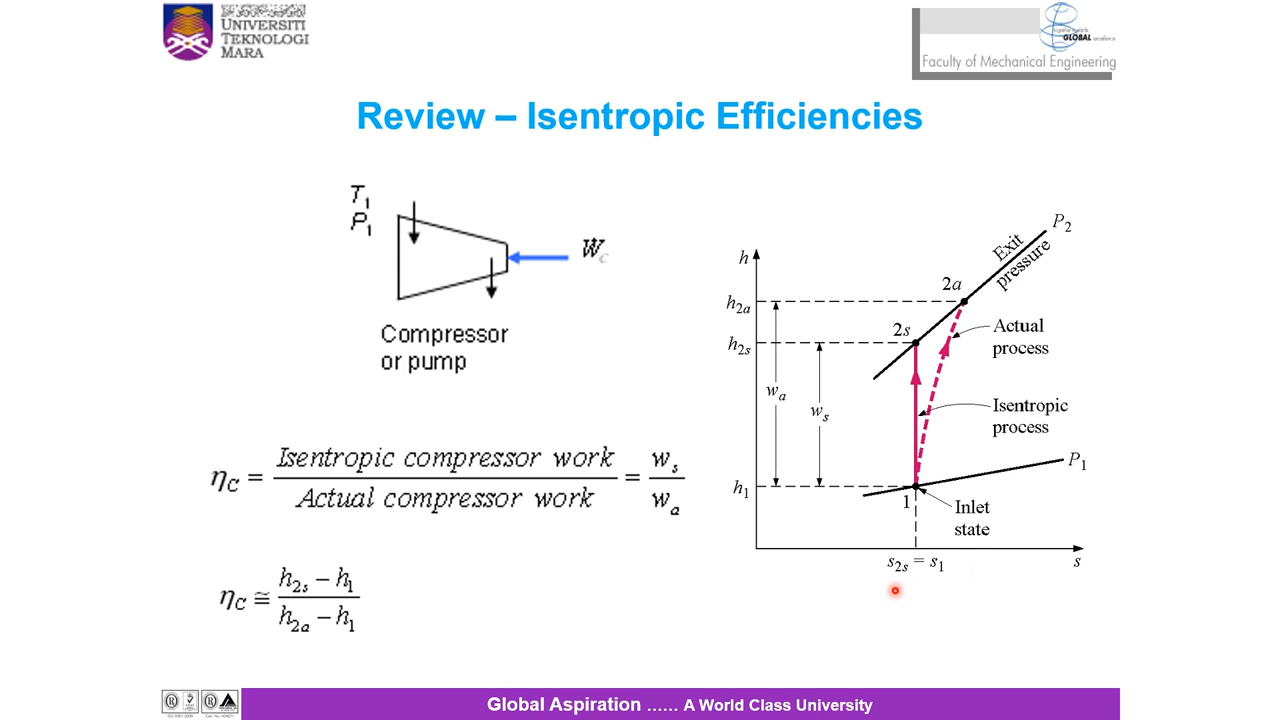 UNIVERSITI
TEKNOLOGI
MARA
GLOBAL
Faculty of Mechanical Engineering
Review – Isentropic Efficiencies
T1
P1
Ẇc
Compressor
or pump
ηC = Isentropic compressor work / Actual compressor work = ws / wa
ηC ≅ h2s − h1 / h2a − h1
h
P2
Exit
pressure
2a
h2a
2s
h2s
Actual
process
wa
ws
Isentropic
process
P1
h1
1
Inlet
state
s2s = s1
s
Global Aspiration ...... A World Class University